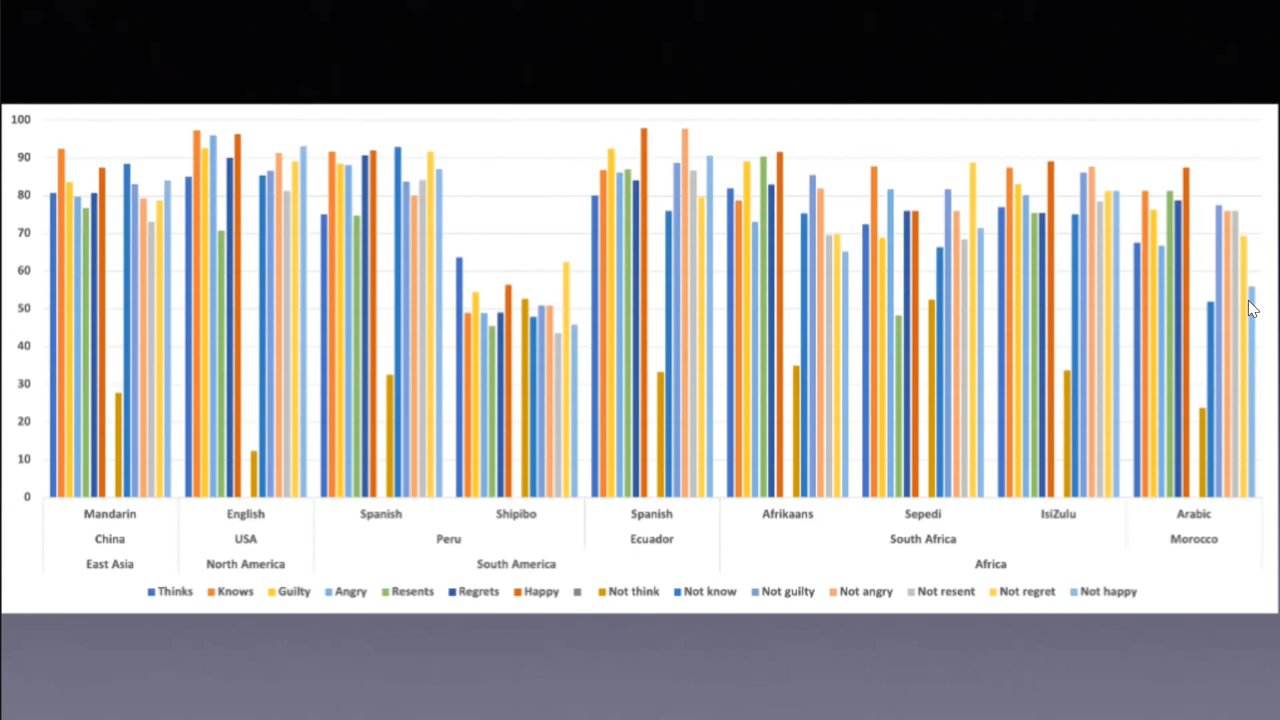 100
90
80
70
60
50
40
30
20
10
0
Mandarin English Spanish Shipibo Spanish Afrikaans Sepedi IsiZulu Arabic
China USA Peru Ecuador South Africa Morocco
East Asia North America South America Africa
Thinks Knows Guilty Angry Resents Regrets Happy Not think Not know Not guilty Not angry Not resent Not regret Not happy